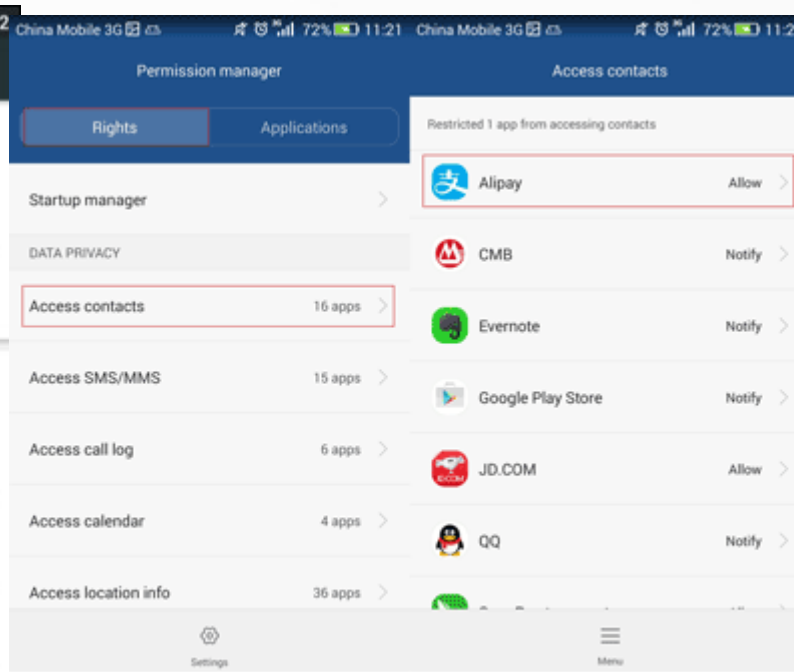 2
China Mobile 3G 72% 11:21
Permission manager
Rights Applications
Startup manager
DATA PRIVACY
Access contacts 16 apps
Access SMS/MMS 15 apps
Access call log 6 apps
Access calendar 4 apps
Access location info 36 apps
Settings
China Mobile 3G 72% 11:2
Access contacts
Restricted 1 app from accessing contacts
Alipay Allow
CMB Notify
Evernote Notify
Google Play Store Notify
JD.COM Allow
QQ Notify
Menu